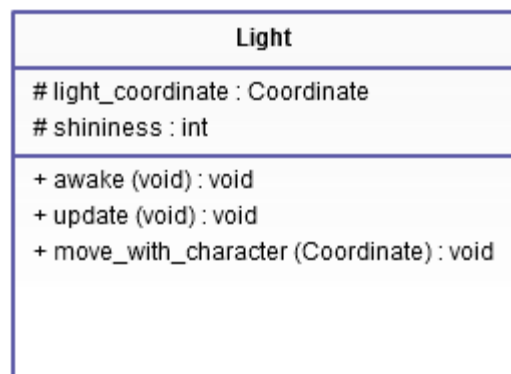 Light
# light_coordinate : Coordinate
# shininess : int
+ awake (void) : void
+ update (void) : void
+ move_with_character (Coordinate) : void